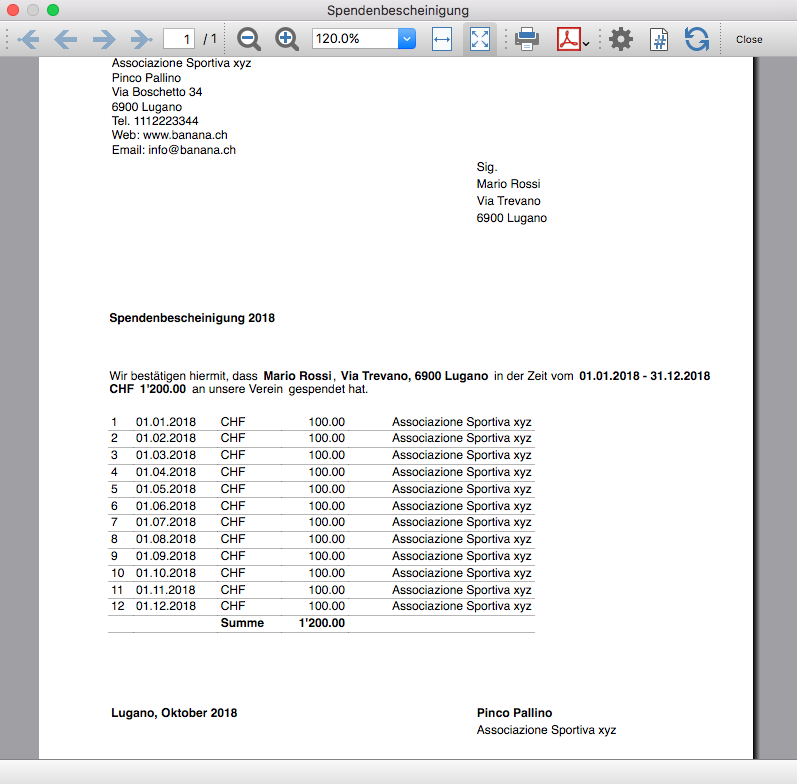 Spendenbescheinigung
1 / 1 120.0% Close
Associazione Sportiva xyz
Pinco Pallino
Via Boschetto 34
6900 Lugano
Tel. 1112223344
Web: www.banana.ch
Email: info@banana.ch
Sig.
Mario Rossi
Via Trevano
6900 Lugano
Spendenbescheinigung 2018
Wir bestätigen hiermit, dass Mario Rossi, Via Trevano, 6900 Lugano in der Zeit vom 01.01.2018 - 31.12.2018
CHF 1'200.00 an unsere Verein gespendet hat.
1 01.01.2018 CHF 100.00 Associazione Sportiva xyz
2 01.02.2018 CHF 100.00 Associazione Sportiva xyz
3 01.03.2018 CHF 100.00 Associazione Sportiva xyz
4 01.04.2018 CHF 100.00 Associazione Sportiva xyz
5 01.05.2018 CHF 100.00 Associazione Sportiva xyz
6 01.06.2018 CHF 100.00 Associazione Sportiva xyz
7 01.07.2018 CHF 100.00 Associazione Sportiva xyz
8 01.08.2018 CHF 100.00 Associazione Sportiva xyz
9 01.09.2018 CHF 100.00 Associazione Sportiva xyz
10 01.10.2018 CHF 100.00 Associazione Sportiva xyz
11 01.11.2018 CHF 100.00 Associazione Sportiva xyz
12 01.12.2018 CHF 100.00 Associazione Sportiva xyz
Summe 1'200.00
Lugano, Oktober 2018 Pinco Pallino
Associazione Sportiva xyz